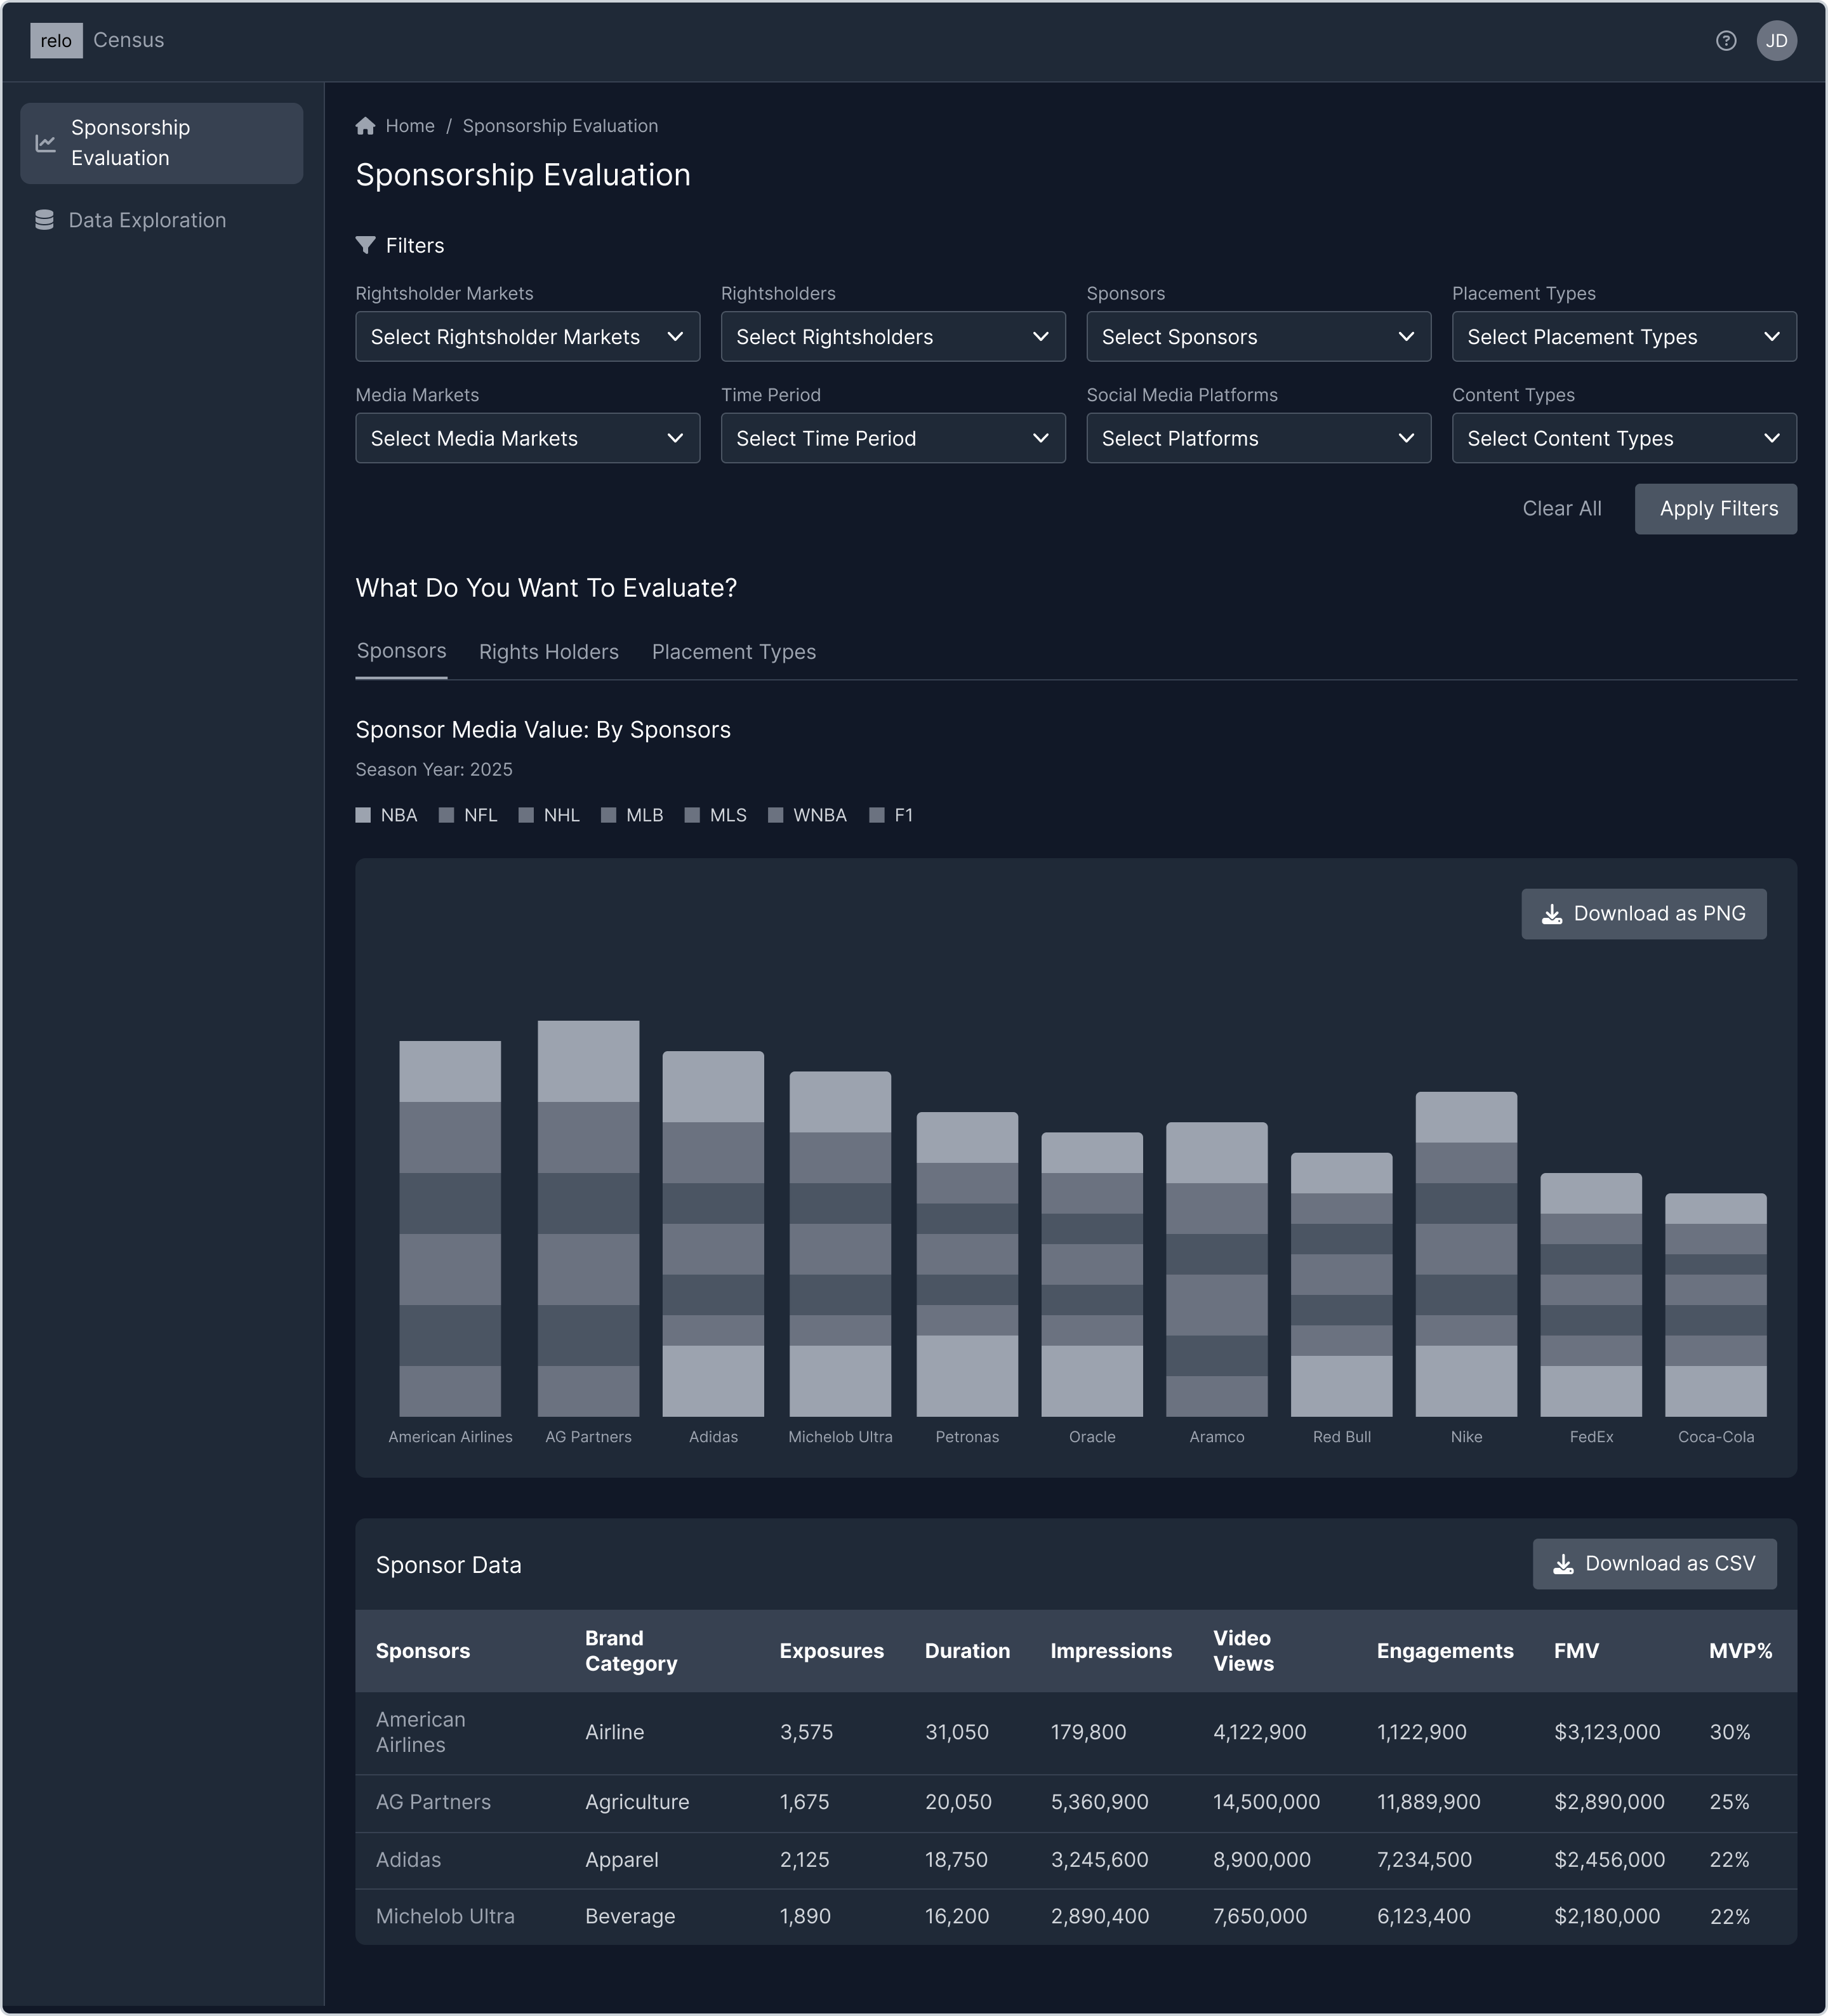 relo Census
JD
Sponsorship
Evaluation
Data Exploration
Home / Sponsorship Evaluation
Sponsorship Evaluation
Filters
Rightsholder Markets Rightsholders Sponsors Placement Types
Select Rightsholder Markets Select Rightsholders Select Sponsors Select Placement Types
Media Markets Time Period Social Media Platforms Content Types
Select Media Markets Select Time Period Select Platforms Select Content Types
Clear All Apply Filters
What Do You Want To Evaluate?
Sponsors Rights Holders Placement Types
Sponsor Media Value: By Sponsors
Season Year: 2025
NBA NFL NHL MLB MLS WNBA F1
Download as PNG
American Airlines AG Partners Adidas Michelob Ultra Petronas Oracle Aramco Red Bull Nike FedEx Coca-Cola
Sponsor Data Download as CSV
Sponsors Brand Category Exposures Duration Impressions Video Views Engagements FMV MVP%
American Airlines Airline 3,575 31,050 179,800 4,122,900 1,122,900 $3,123,000 30%
AG Partners Agriculture 1,675 20,050 5,360,900 14,500,000 11,889,900 $2,890,000 25%
Adidas Apparel 2,125 18,750 3,245,600 8,900,000 7,234,500 $2,456,000 22%
Michelob Ultra Beverage 1,890 16,200 2,890,400 7,650,000 6,123,400 $2,180,000 22%